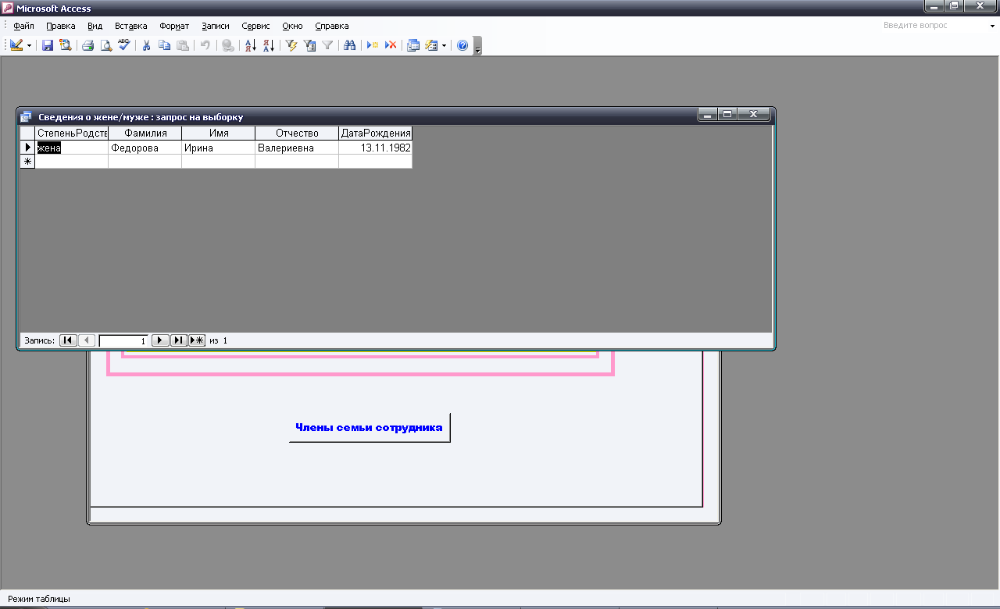 Microsoft Access
Файл Правка Вид Вставка Формат Записи Сервис Окно Справка Введите вопрос
Сведения о жене/муже : запрос на выборку
СтепеньРодств Фамилия Имя Отчество ДатаРождения
жена Федорова Ирина Валериевна 13.11.1982
Запись: 1 из 1
Члены семьи сотрудника
Режим таблицы